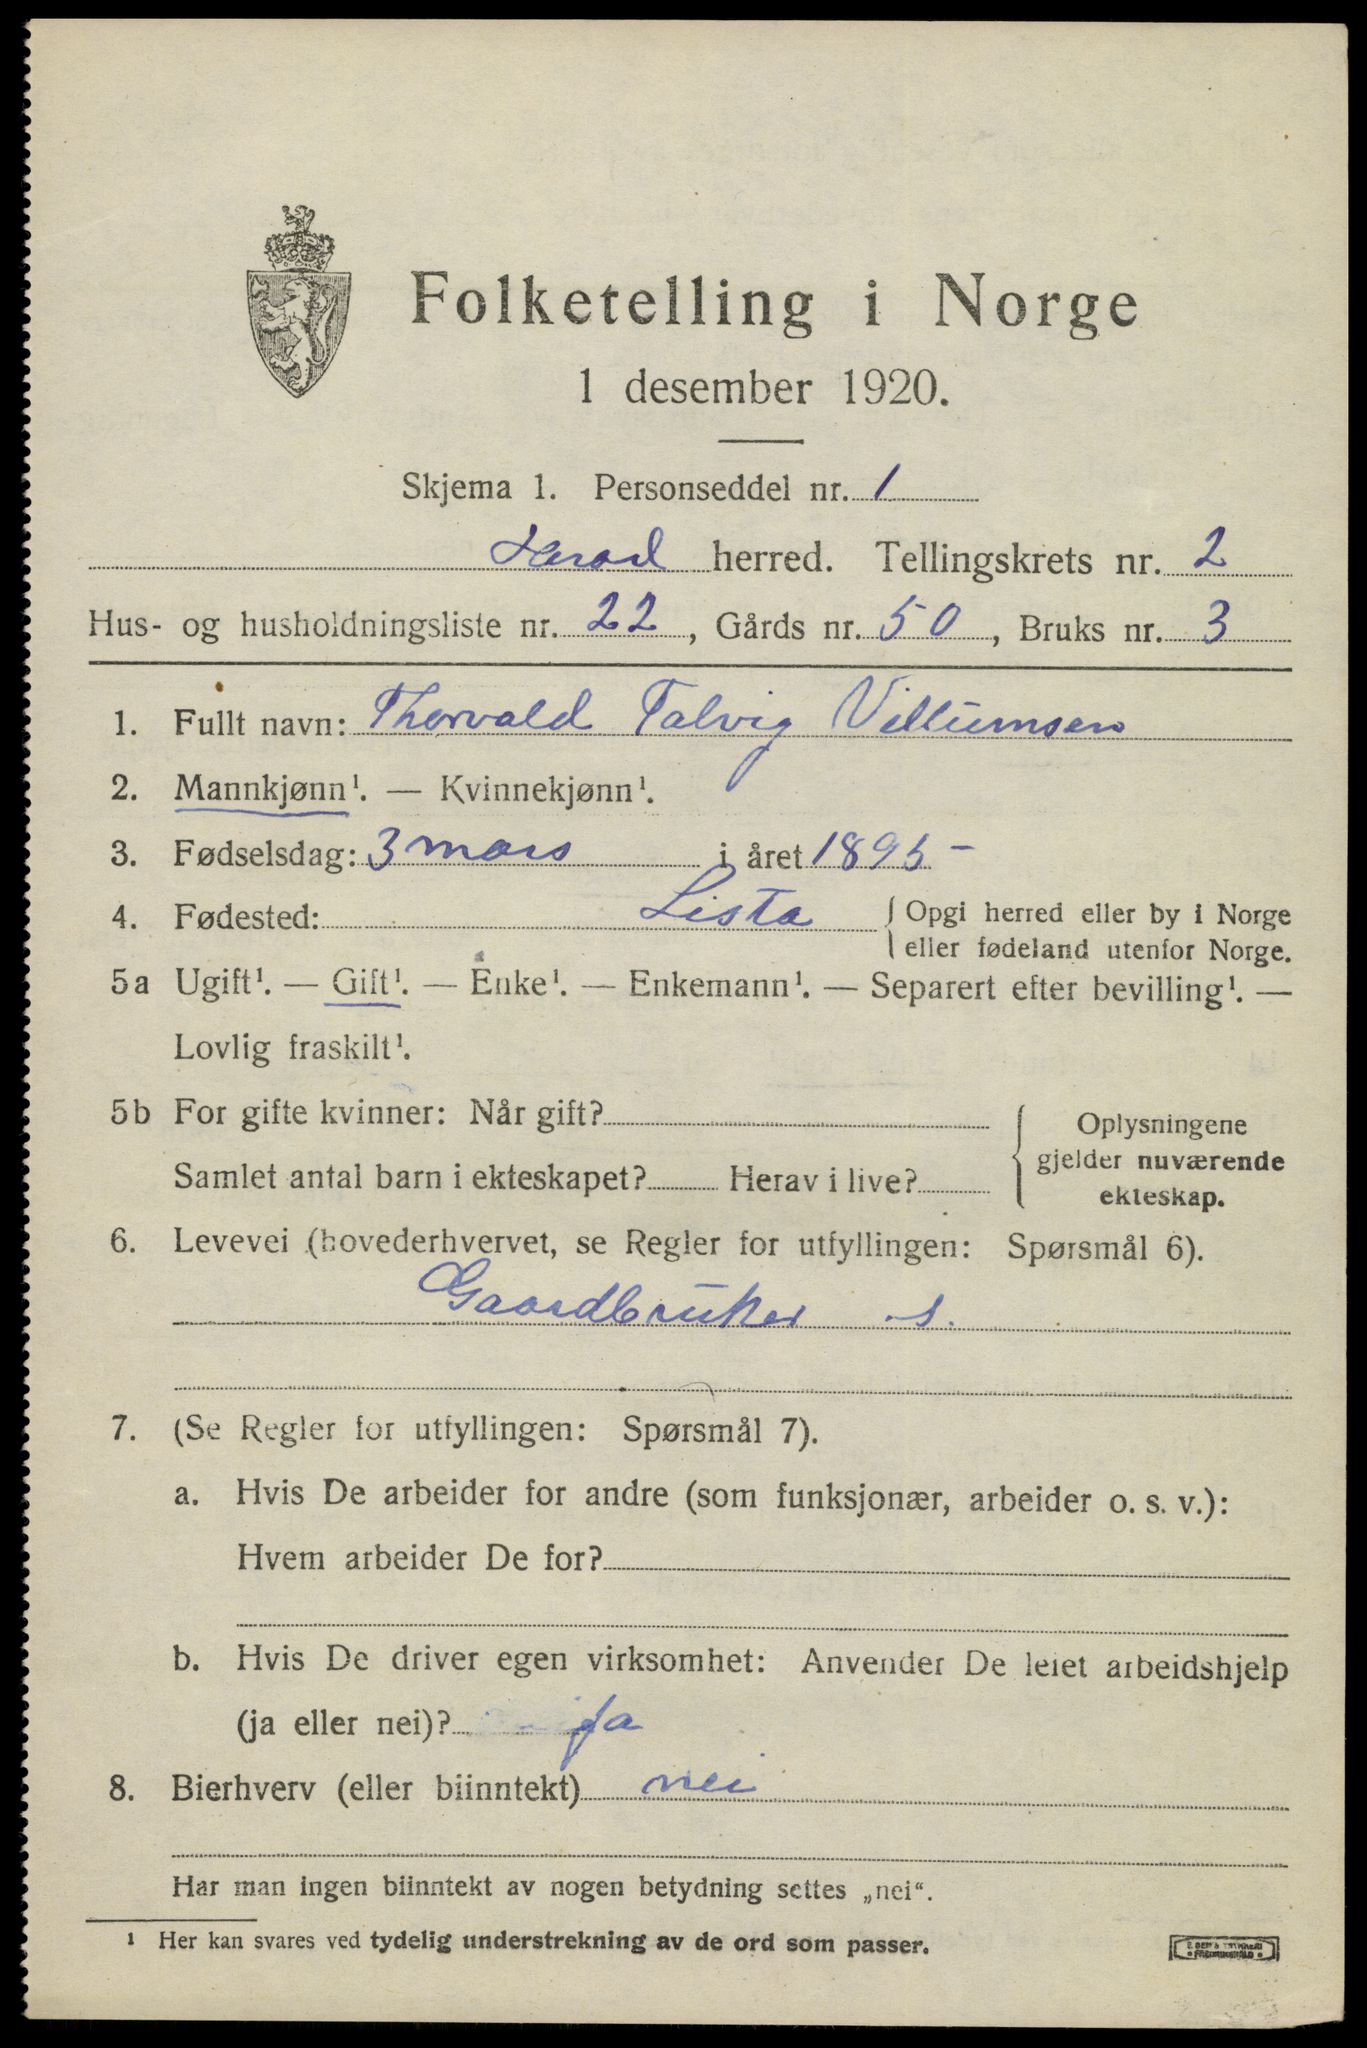 Folketelling i Norge
1 desember 1920.
Skjema 1. Personseddel nr. 1
Herad herred. Tellingskrets nr. 2
Hus- og husholdningsliste nr. 22, Gårds nr. 50, Bruks nr. 3
1. Fullt navn: Thorvald Talvig Villumsen
2. Mannkjønn¹. — Kvinnekjønn¹.
3. Fødselsdag: 3 mars i året 1895 -
4. Fødested: Lista { Opgi herred eller by i Norge
eller fødeland utenfor Norge.
5a Ugift¹. — Gift¹. — Enke¹. — Enkemann¹. — Separert efter bevilling¹. —
Lovlig fraskilt¹.
5b For gifte kvinner: Når gift? { Oplysningene
gjelder nuværende
Samlet antal barn i ekteskapet? Herav i live?
ekteskap.
6. Levevei (hovederhvervet, se Regler for utfyllingen: Spørsmål 6).
Gaardbruker s.
7. (Se Regler for utfyllingen: Spørsmål 7).
a. Hvis De arbeider for andre (som funksjonær, arbeider o. s. v.):
Hvem arbeider De for?
b. Hvis De driver egen virksomhet: Anvender De leiet arbeidshjelp
(ja eller nei)? ja
8. Bierhverv (eller biinntekt) nei
Har man ingen biinntekt av nogen betydning settes „nei“.
¹ Her kan svares ved tydelig understrekning av de ord som passer.